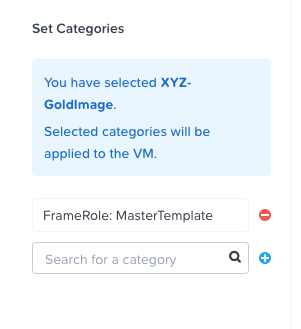 Set Categories
You have selected XYZ-
GoldImage.
Selected categories will be
applied to the VM.
FrameRole: MasterTemplate
Search for a category